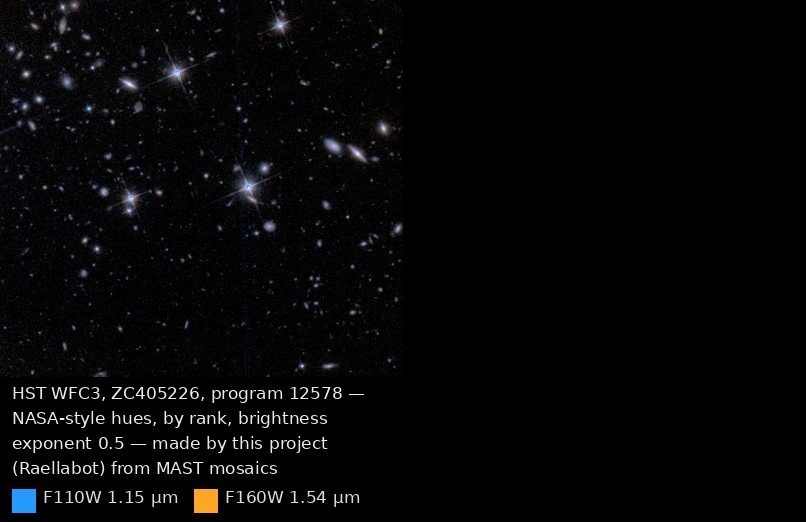 HST WFC3, ZC405226, program 12578 —
NASA-style hues, by rank, brightness
exponent 0.5 — made by this project
(Raellabot) from MAST mosaics
F110W 1.15 µm F160W 1.54 µm